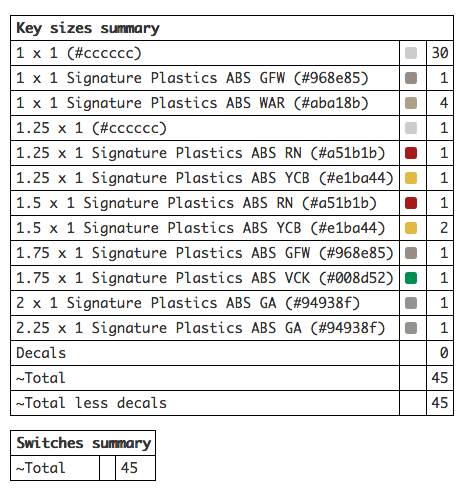 Key sizes summary
1 x 1 (#cccccc) 30
1 x 1 Signature Plastics ABS GFW (#968e85) 1
1 x 1 Signature Plastics ABS WAR (#aba18b) 4
1.25 x 1 (#cccccc) 1
1.25 x 1 Signature Plastics ABS RN (#a51b1b) 1
1.25 x 1 Signature Plastics ABS YCB (#e1ba44) 1
1.5 x 1 Signature Plastics ABS RN (#a51b1b) 1
1.5 x 1 Signature Plastics ABS YCB (#e1ba44) 2
1.75 x 1 Signature Plastics ABS GFW (#968e85) 1
1.75 x 1 Signature Plastics ABS VCK (#008d52) 1
2 x 1 Signature Plastics ABS GA (#94938f) 1
2.25 x 1 Signature Plastics ABS GA (#94938f) 1
Decals 0
~Total 45
~Total less decals 45
Switches summary
~Total 45